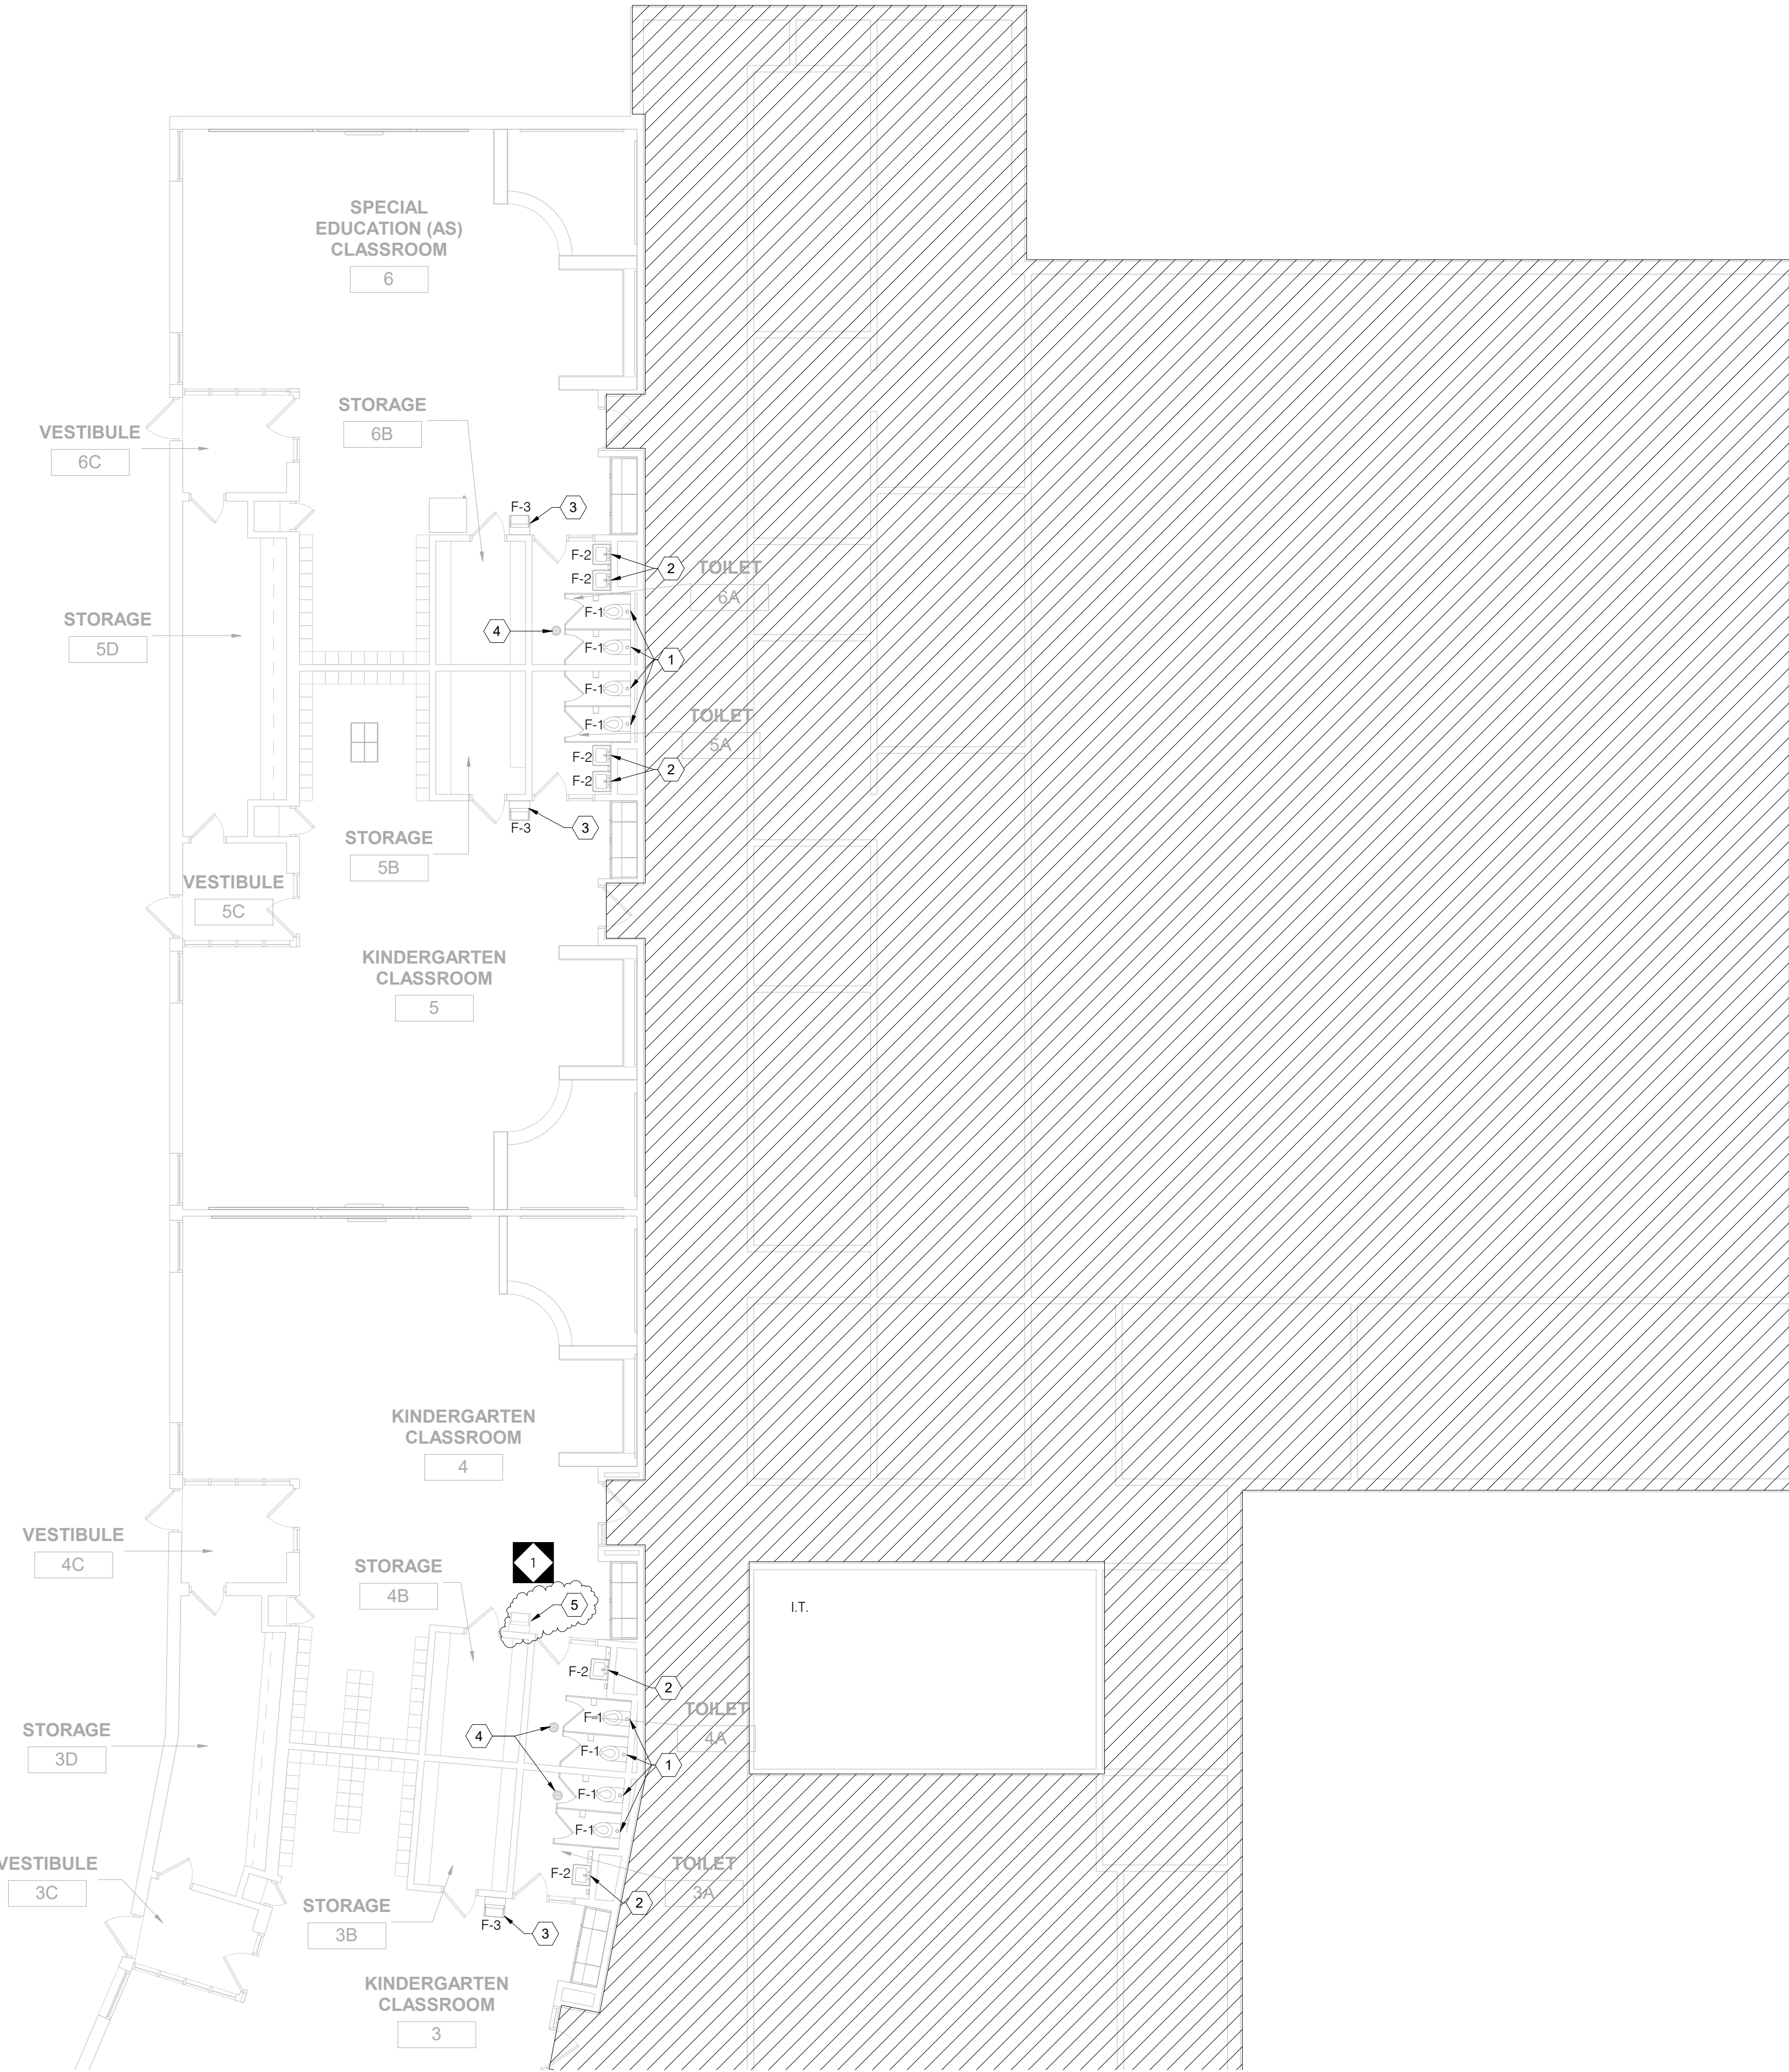 SPECIAL
EDUCATION (AS)
CLASSROOM
6
STORAGE
6B
VESTIBULE
6C
F-3
3
F-2
F-2
2
TOILET
6A
F-1
4
F-1
1
F-1
F-1
STORAGE
5D
TOILET
5A
F-2
F-2
2
F-3
3
STORAGE
5B
VESTIBULE
5C
KINDERGARTEN
CLASSROOM
5
KINDERGARTEN
CLASSROOM
4
VESTIBULE
4C
1
STORAGE
4B
5
I.T.
F-2
2
TOILET
4A
F-1
4
F-1
1
F-1
F-1
STORAGE
3D
VESTIBULE
3C
F-2
2
TOILET
3A
STORAGE
3B
F-3
3
KINDERGARTEN
CLASSROOM
3